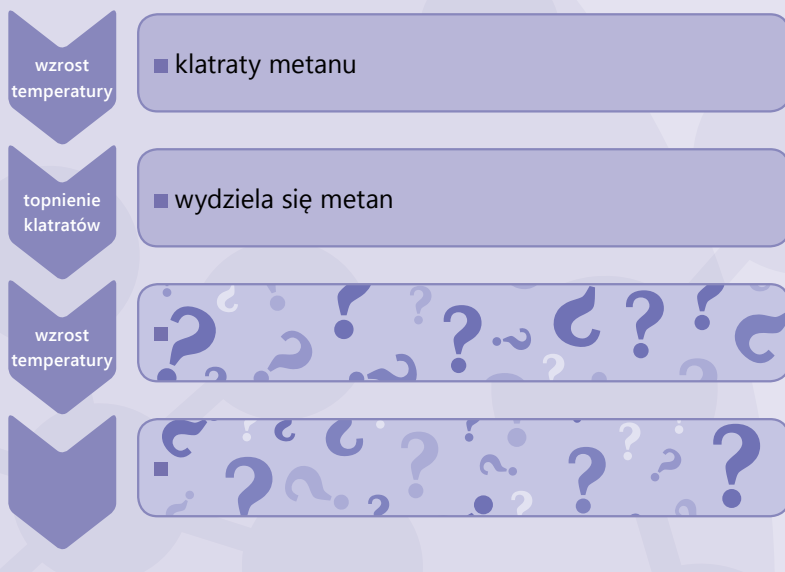 wzrost
temperatury
klatraty metanu
topnienie
klatratów
wydziela się metan
wzrost
temperatury